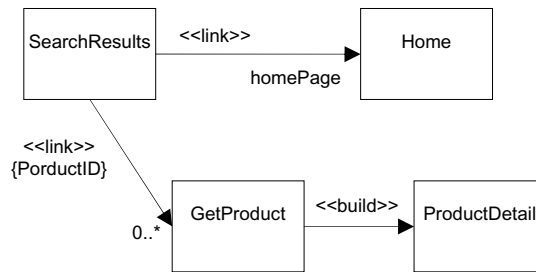 SearchResults
<<link>>
Home
homePage
<<link>>
{PorductID}
0..*
GetProduct
<<build>>
ProductDetail